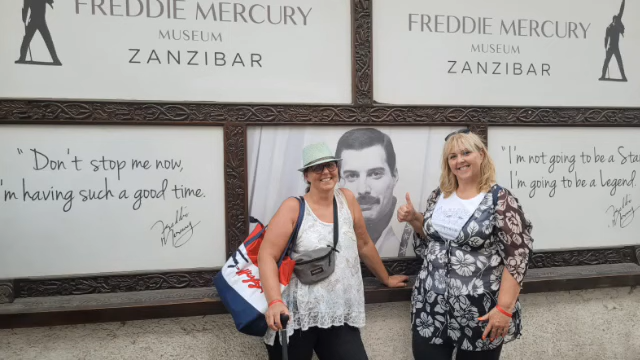 FREDDIE MERCURY
MUSEUM
ZANZIBAR
FREDDIE MERCURY
MUSEUM
ZANZIBAR
"Don't stop me now,
I'm having such a good time.
"I'm not going to be a Sta
I'm going to be a legend